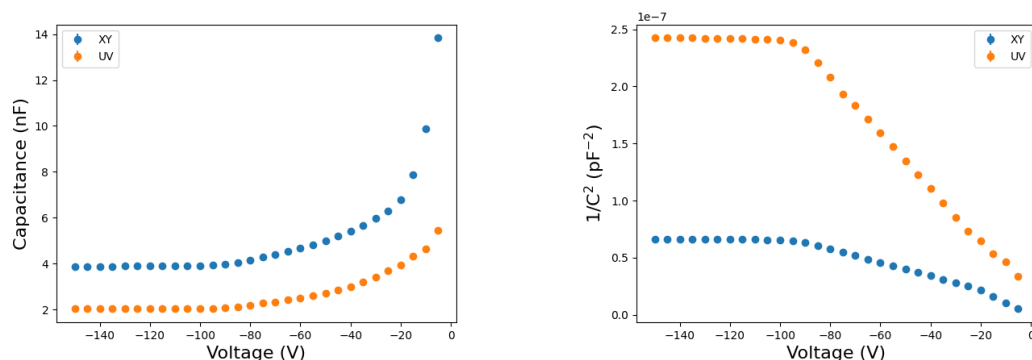 14
12
10
8
6
4
2
Capacitance (nF)
XY
UV
−140 −120 −100 −80 −60 −40 −20 0
Voltage (V)
1e−7
2.5
2.0
1.5
1.0
0.5
0.0
1/C² (pF⁻²)
XY
UV
−140 −120 −100 −80 −60 −40 −20 0
Voltage (V)